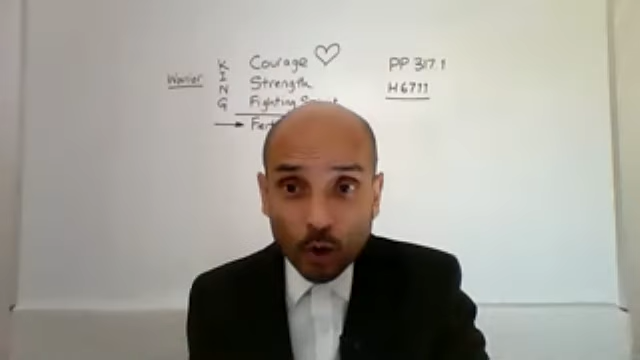 K Courage ♡ PP 317.1
Warrior I Strength H6711
N Fighting
G
→